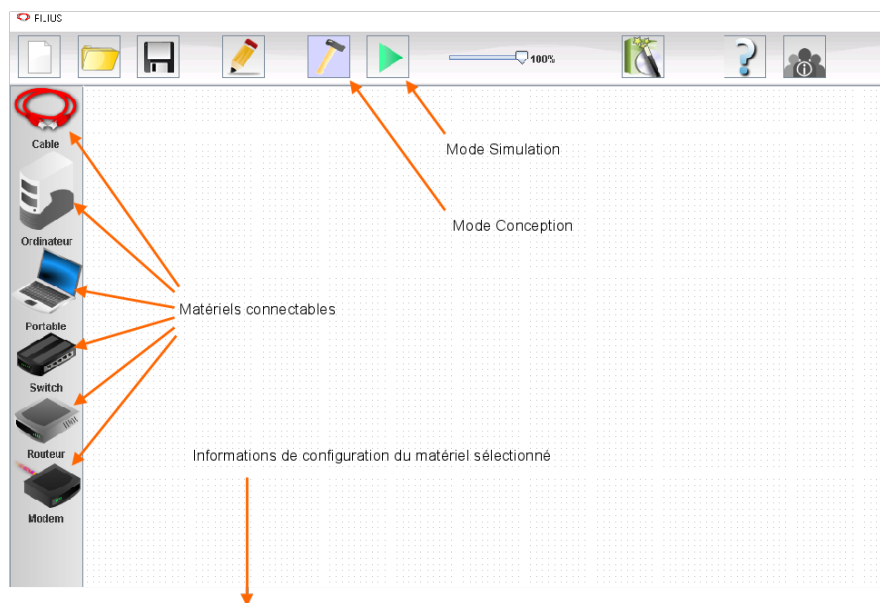 FILIUS
100%
Mode Simulation
Mode Conception
Cable
Ordinateur
Portable
Switch
Routeur
Modem
Matériels connectables
Informations de configuration du matériel sélectionné